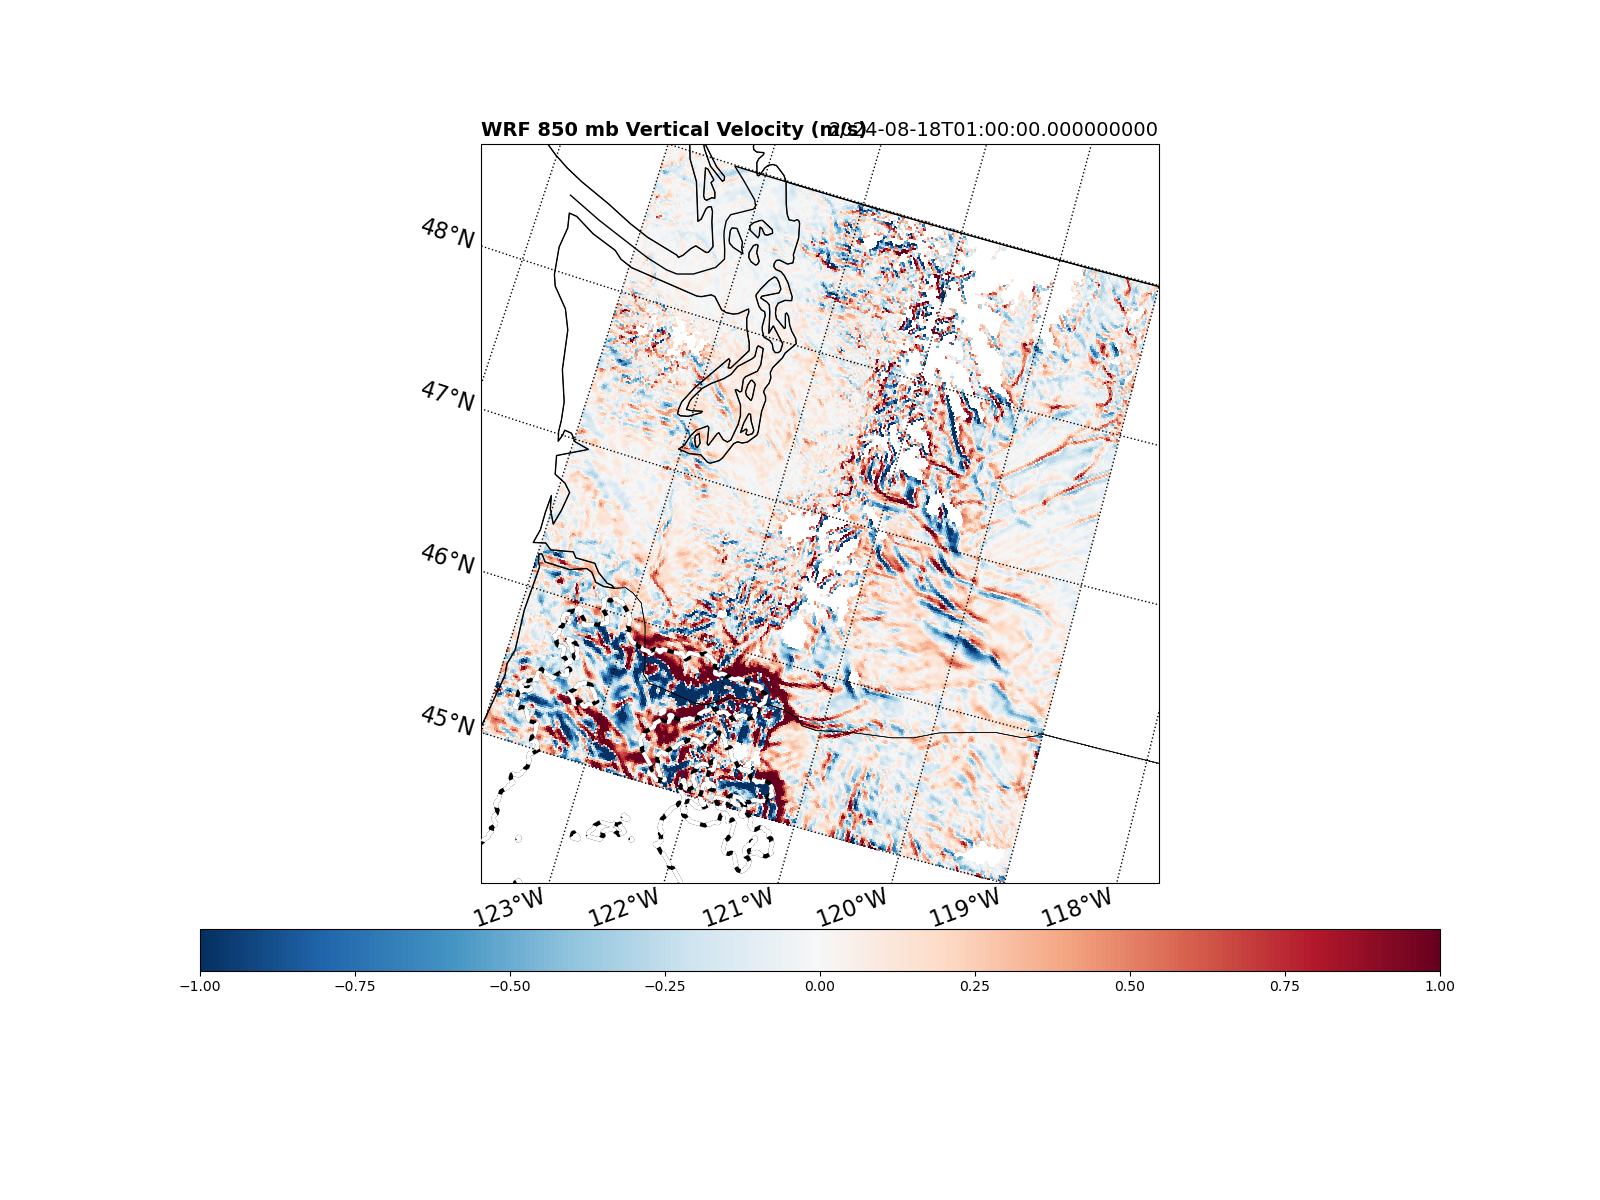 WRF 850 mb Vertical Velocity (m/s) 2024-08-18T01:00:00.000000000
48°N
47°N
46°N
45°N
123°W 122°W 121°W 120°W 119°W 118°W
−1.00 −0.75 −0.50 −0.25 0.00 0.25 0.50 0.75 1.00